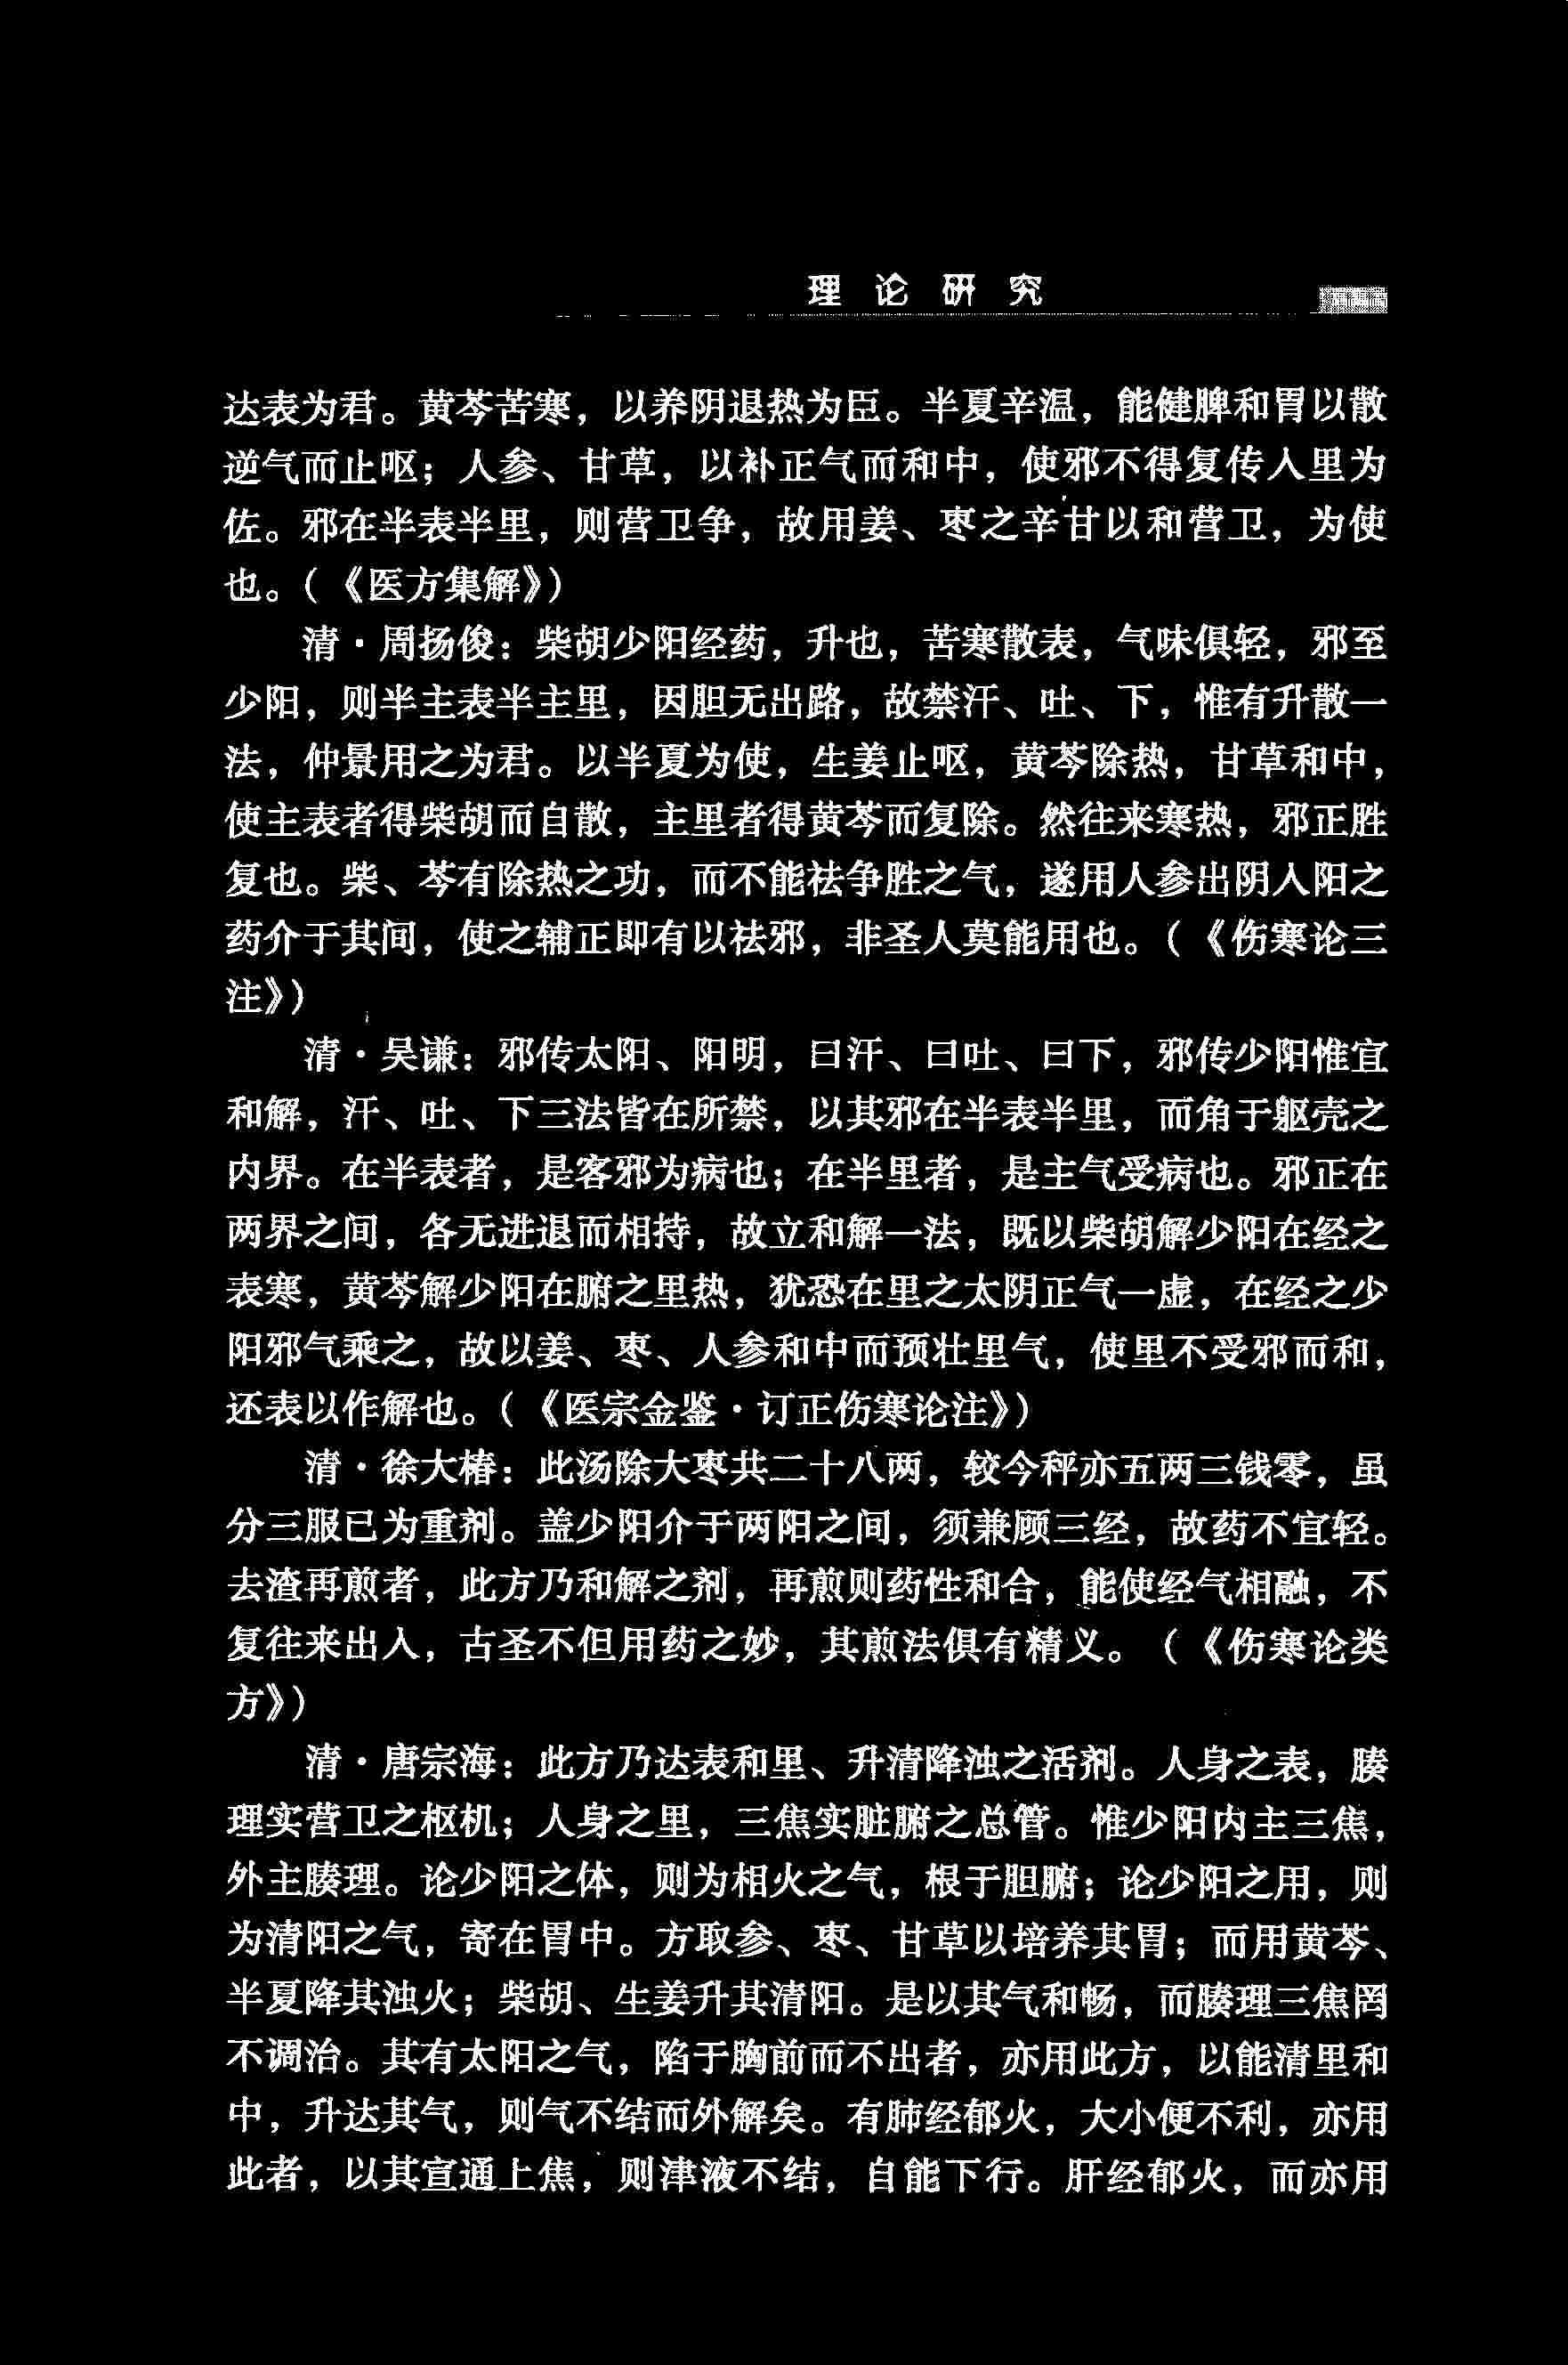 理论研究
达表为君。黄芩苦寒，以养阴退热为臣。半夏辛温，能健脾和胃以散
逆气而止呕；人参、甘草，以补正气而和中，使邪不得复传入里为
佐。邪在半表半里，则营卫争，故用姜、枣之辛甘以和营卫，为使
也。(《医方集解》)
清·周扬俊：柴胡少阳经药，升也，苦寒散表，气味俱轻，邪至
少阳，则半主表半主里，因胆无出路，故禁汗、吐、下，惟有升散一
法，仲景用之为君。以半夏为使，生姜止呕，黄芩除热，甘草和中，
使主表者得柴胡而自散，主里者得黄芩而复除。然往来寒热，邪正胜
复也。柴、芩有除热之功，而不能祛争胜之气，遂用人参出阴入阳之
药介于其间，使之辅正即有以祛邪，非圣人莫能用也。(《伤寒论三
注》)
清·吴谦：邪传太阳、阳明，曰汗、曰吐、曰下，邪传少阳惟宜
和解，汗、吐、下三法皆在所禁，以其邪在半表半里，而角于躯壳之
内界。在半表者，是客邪为病也；在半里者，是主气受病也。邪正在
两界之间，各无进退而相持，故立和解一法，既以柴胡解少阳在经之
表寒，黄芩解少阳在腑之里热，犹恐在里之太阴正气一虚，在经之少
阳邪气乘之，故以姜、枣、人参和中而预壮里气，使里不受邪而和，
还表以作解也。(《医宗金鉴·订正伤寒论注》)
清·徐大椿：此汤除大枣共二十八两，较今秤亦五两三钱零，虽
分三服已为重剂。盖少阳介于两阳之间，须兼顾三经，故药不宜轻。
去渣再煎者，此方乃和解之剂，再煎则药性和合，能使经气相融，不
复往来出入，古圣不但用药之妙，其煎法俱有精义。(《伤寒论类
方》)
清·唐宗海：此方乃达表和里、升清降浊之活剂。人身之表，腠
理实营卫之枢机；人身之里，三焦实脏腑之总管。惟少阳内主三焦，
外主腠理。论少阳之体，则为相火之气，根于胆腑；论少阳之用，则
为清阳之气，寄在胃中。方取参、枣、甘草以培养其胃；而用黄芩、
半夏降其浊火；柴胡、生姜升其清阳。是以其气和畅，而腠理三焦罔
不调治。其有太阳之气，陷于胸前而不出者，亦用此方，以能清里和
中，升达其气，则气不结而外解矣。有肺经郁火，大小便不利，亦用
此者，以其宣通上焦，则津液不结，自能下行。肝经郁火，而亦用